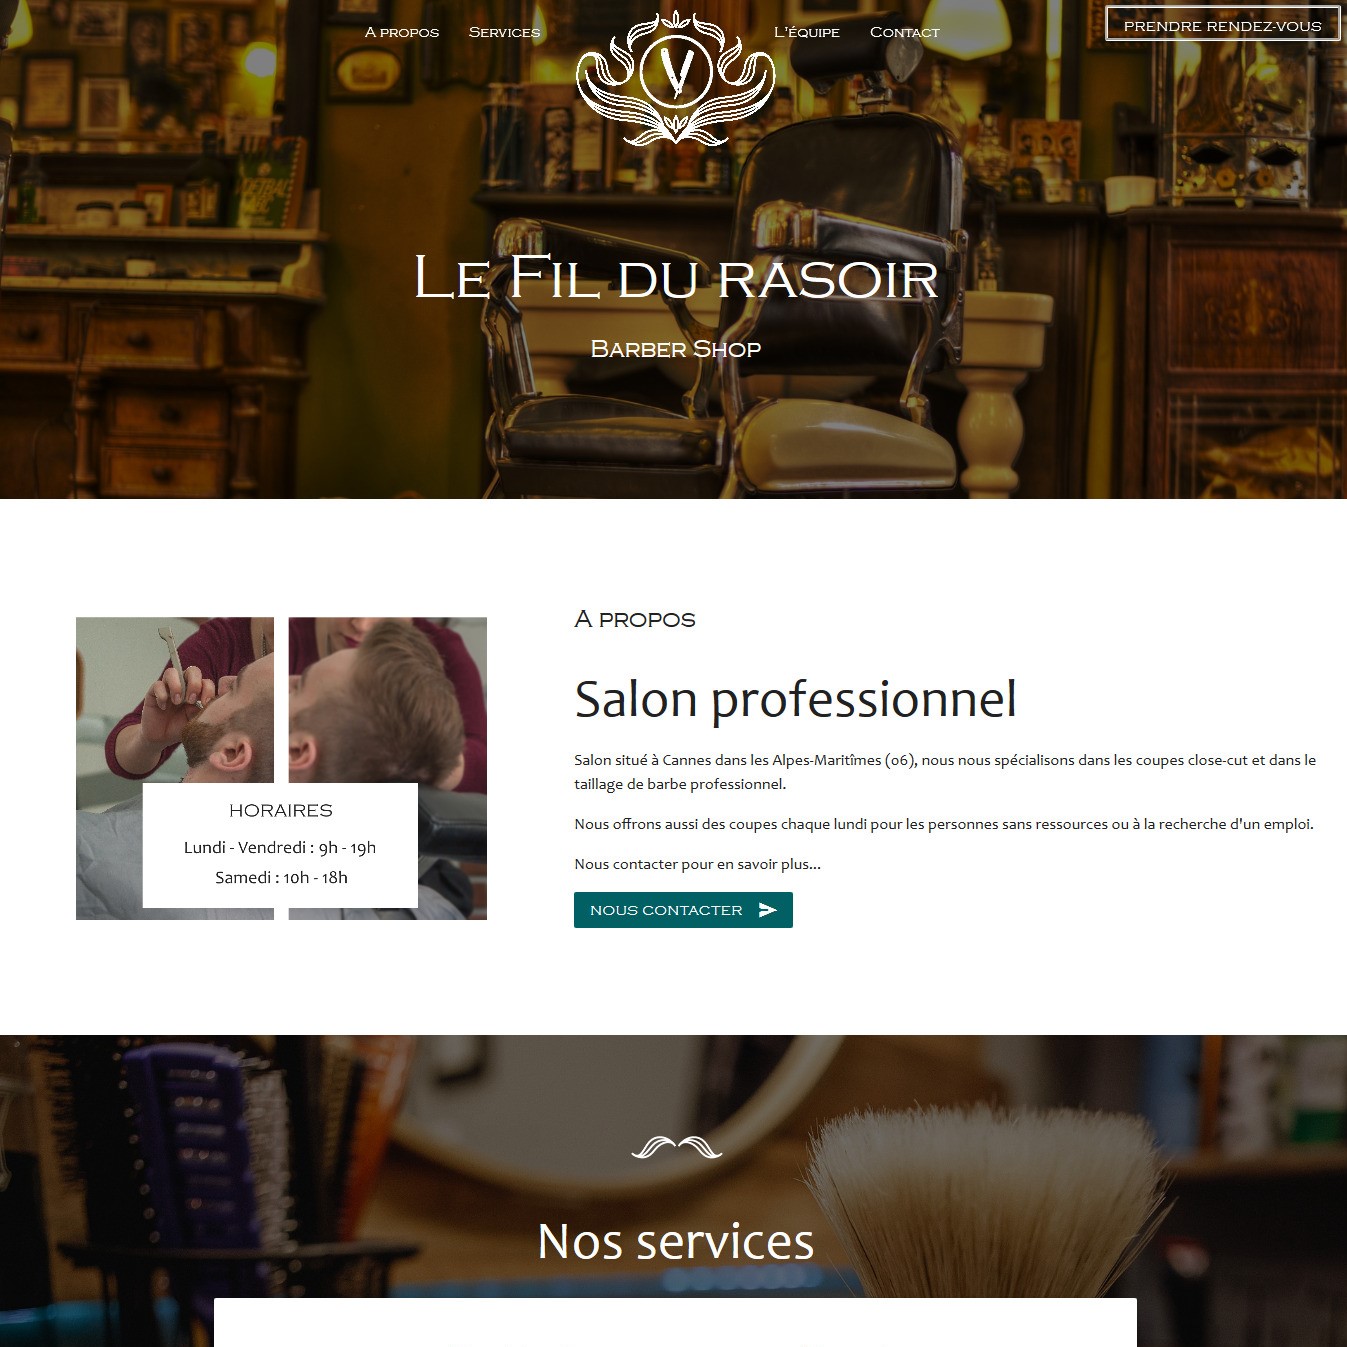 A PROPOS
SERVICES
L'ÉQUIPE
CONTACT
PRENDRE RENDEZ-VOUS
LE FIL DU RASOIR
BARBER SHOP
A PROPOS
Salon professionnel
Salon situé à Cannes dans les Alpes-Maritîmes (06), nous nous spécialisons dans les coupes close-cut et dans le
taillage de barbe professionnel.
Nous offrons aussi des coupes chaque lundi pour les personnes sans ressources ou à la recherche d'un emploi.
Nous contacter pour en savoir plus...
NOUS CONTACTER
HORAIRES
Lundi - Vendredi : 9h - 19h
Samedi : 10h - 18h
Nos services